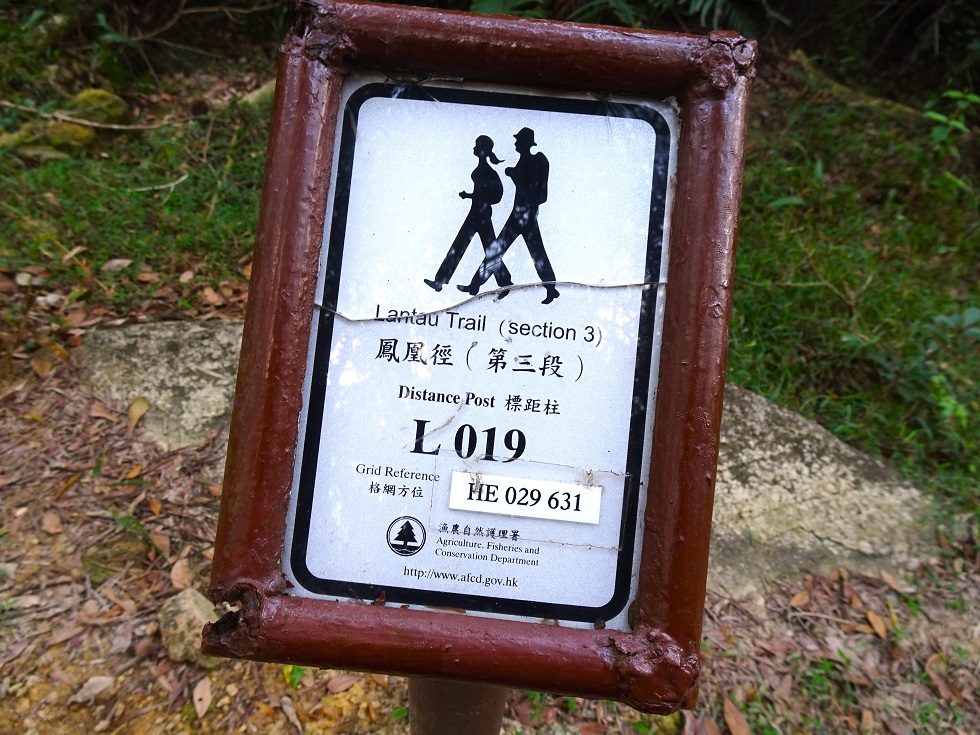 Lantau Trail (section 3)
鳳凰徑（第三段）
Distance Post 標距柱
L 019
Grid Reference
格網方位
HE 029 631
漁農自然護理署
Agriculture, Fisheries and
Conservation Department
http://www.afcd.gov.hk